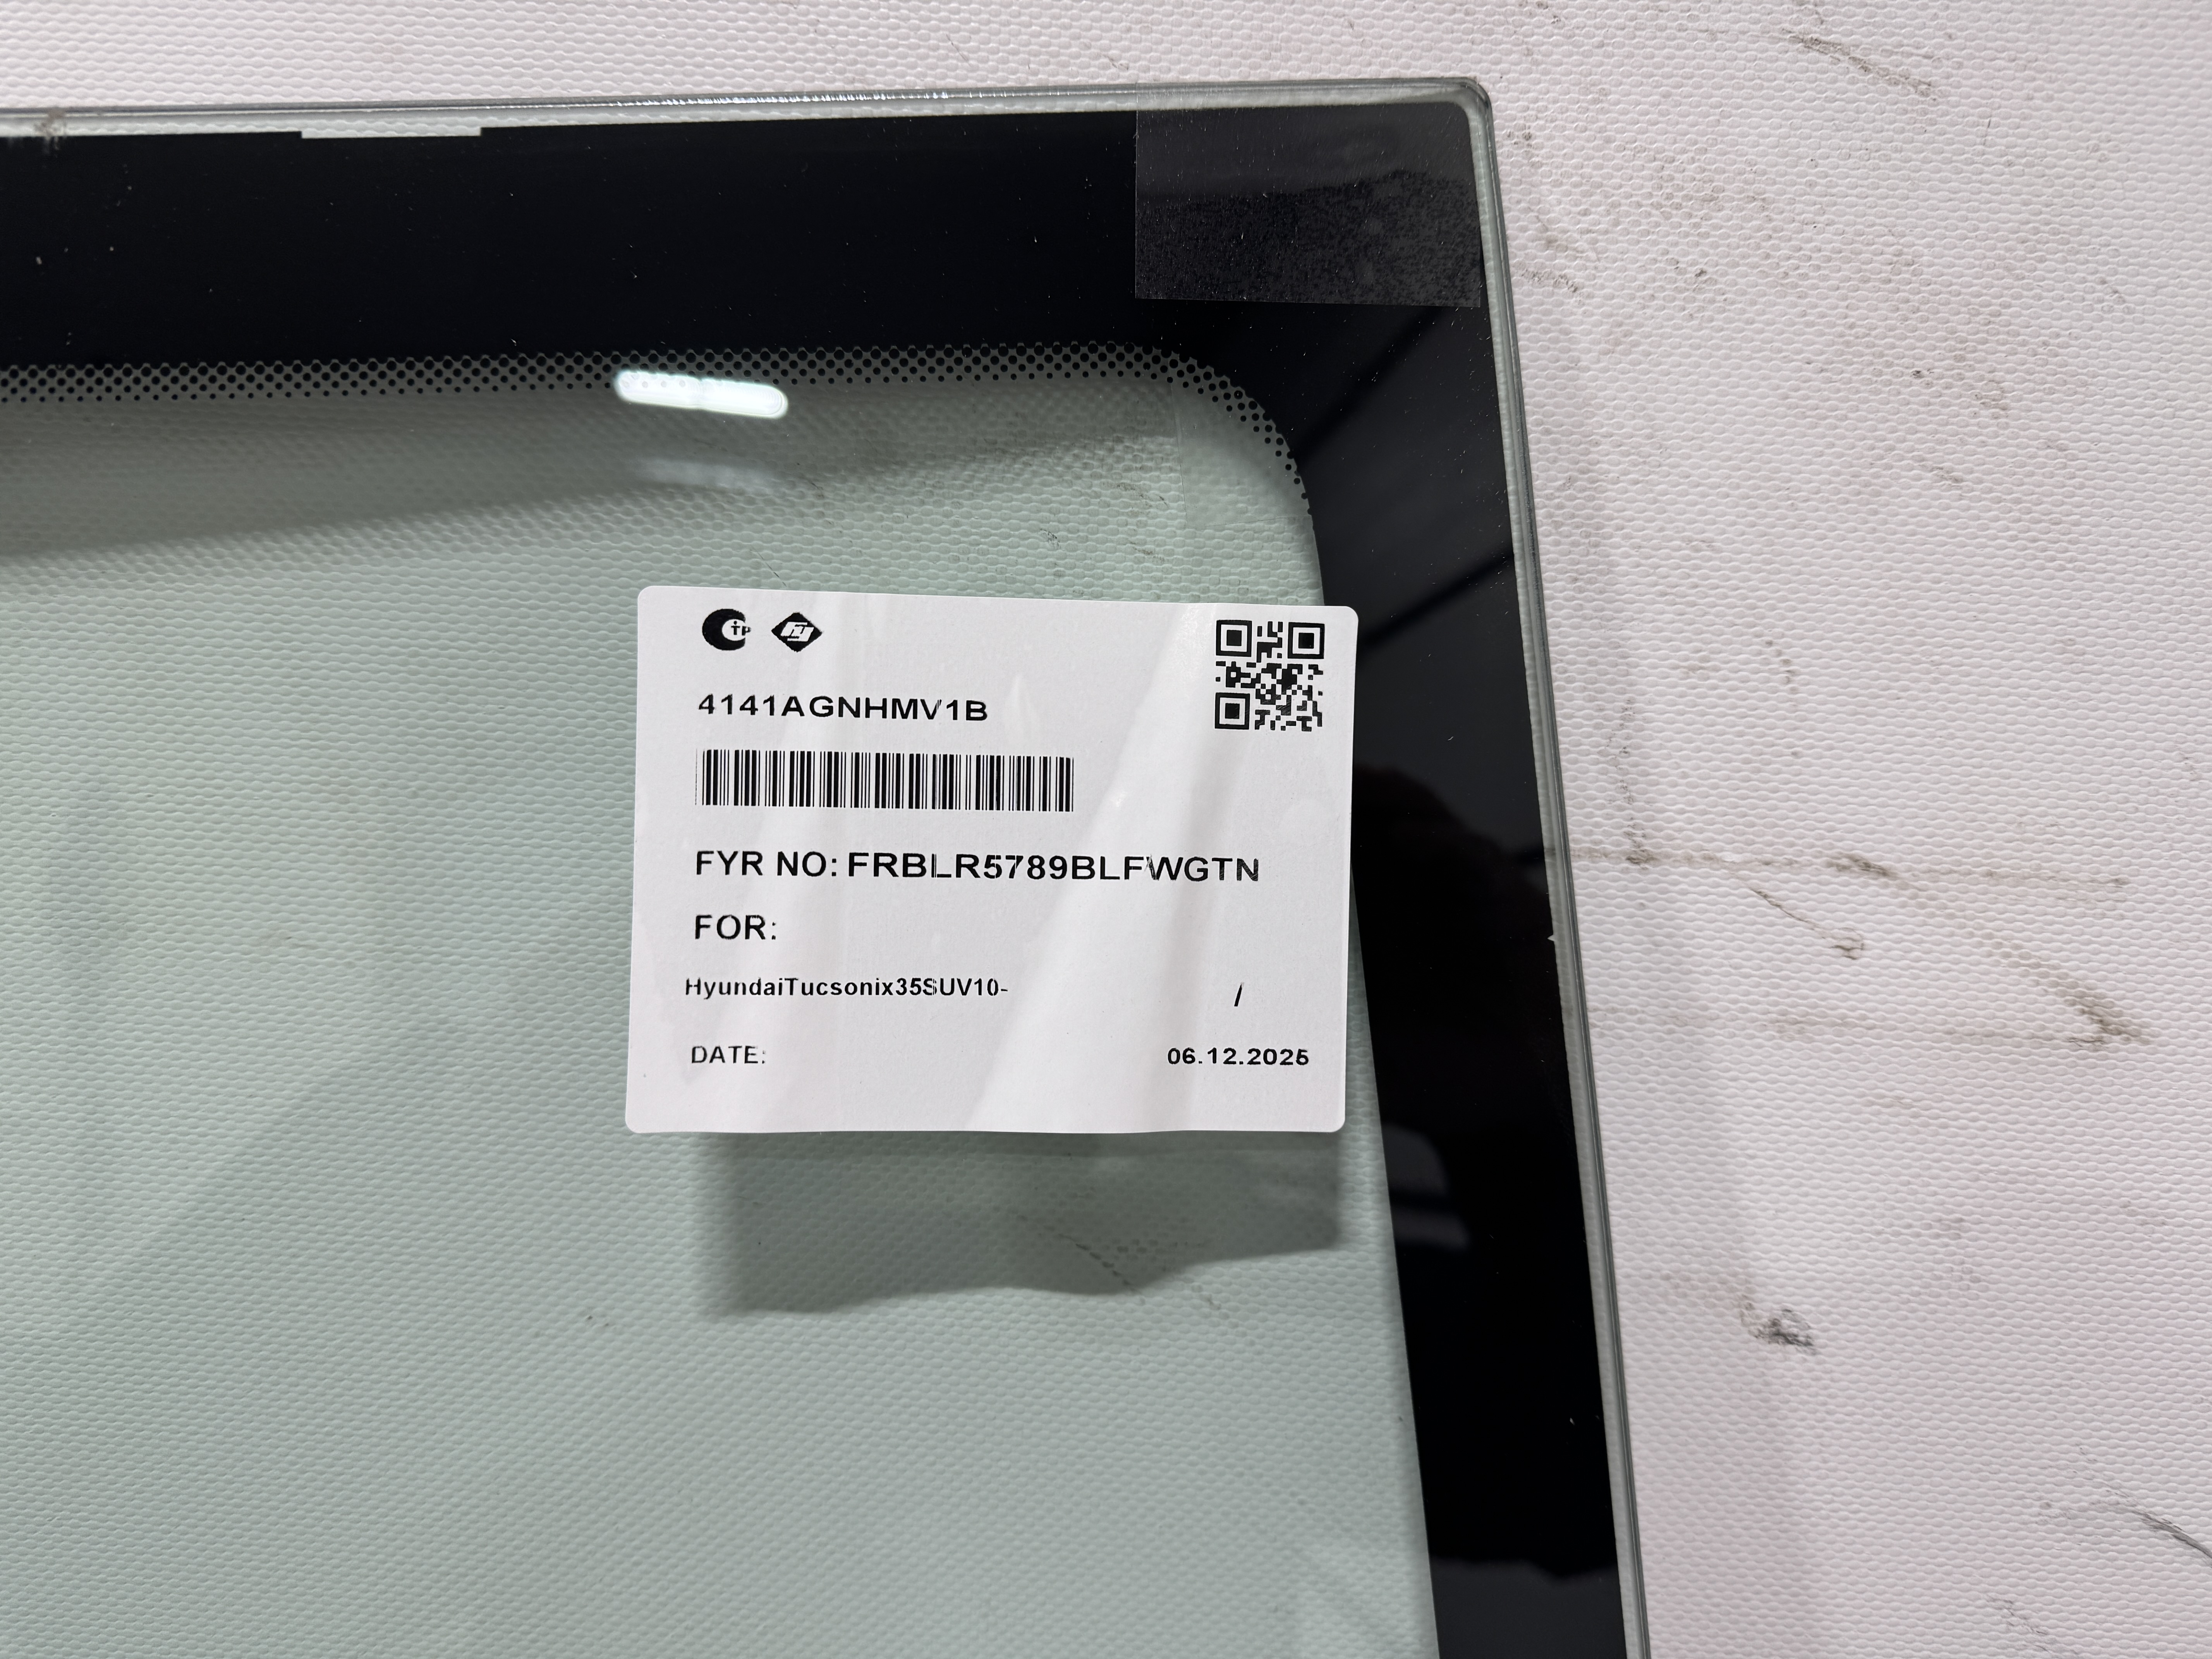 4141AGNHMV1B
FYR NO: FRBLR5789BLFWGTN
FOR:
HyundaiTucsonix35SUV10-
/
DATE:
06.12.2025